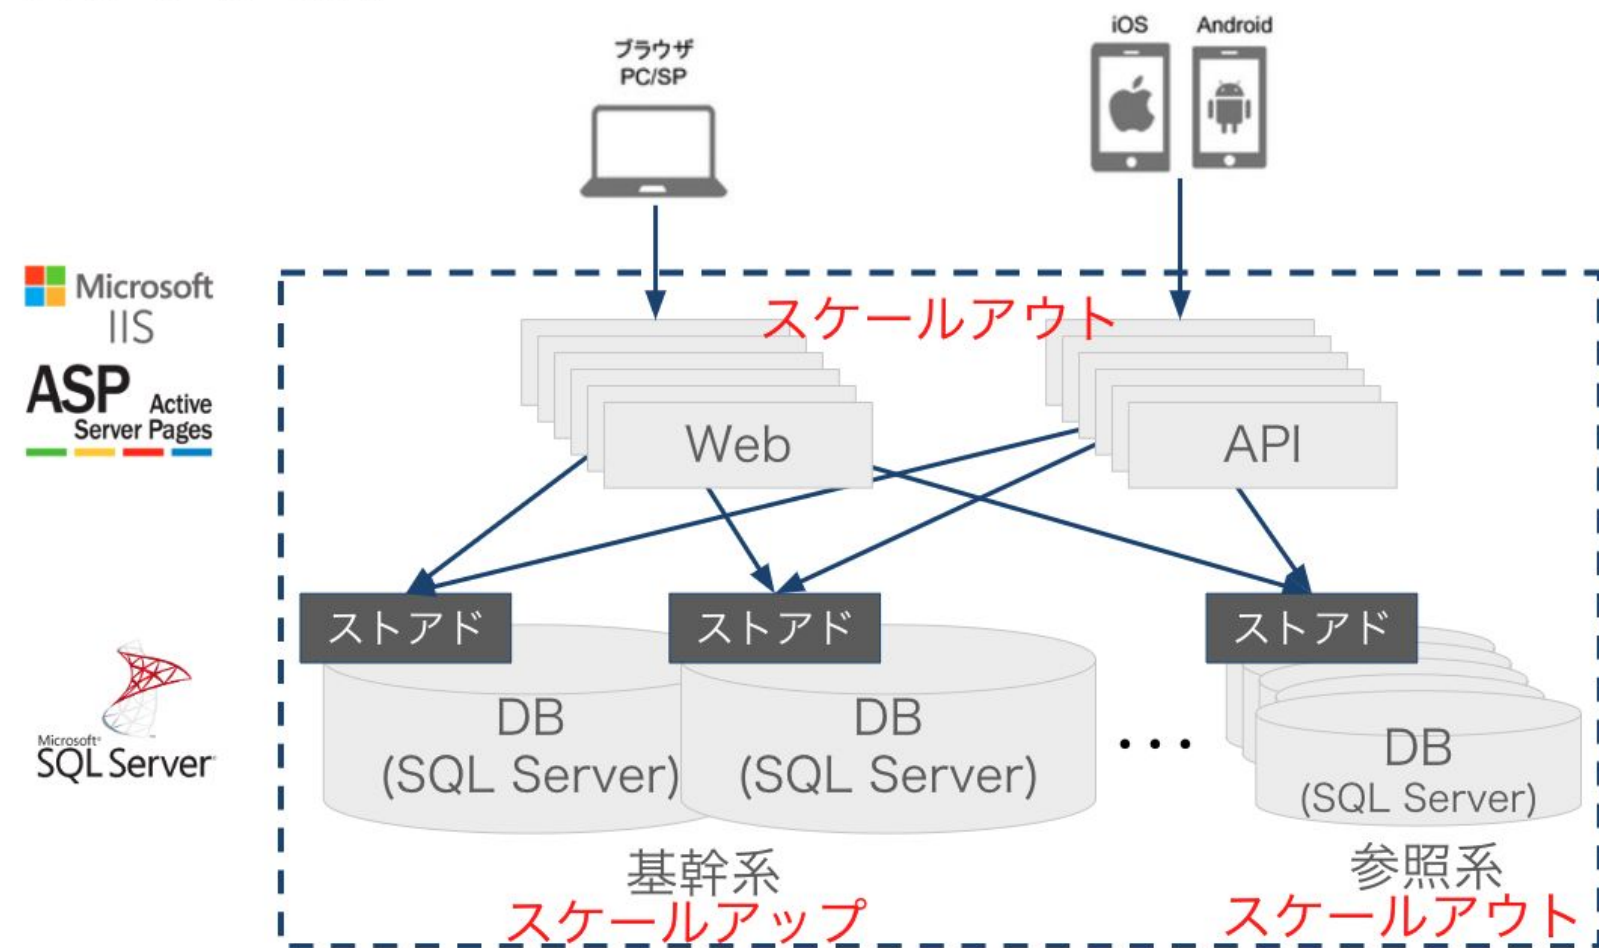 ブラウザ
PC/SP
iOS
Android
Microsoft
IIS
ASP Active
Server Pages
スケールアウト
Web
API
ストアド
ストアド
ストアド
Microsoft
SQL Server
DB
(SQL Server)
DB
(SQL Server)
・・・
DB
(SQL Server)
基幹系
スケールアップ
参照系
スケールアウト